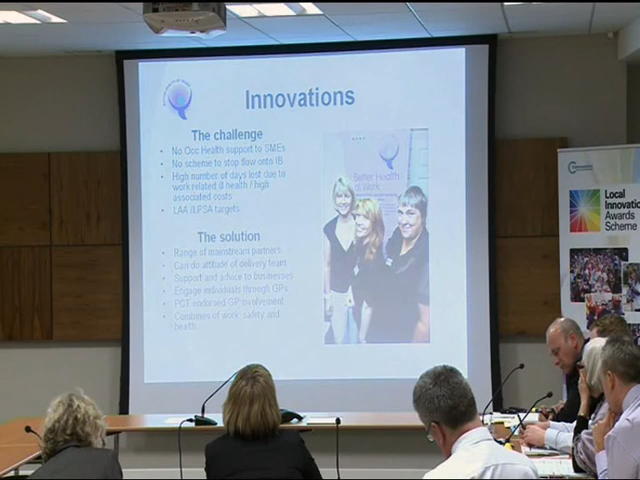 Innovations
The challenge
• No Occ Health support to SMEs
• No scheme to stop flow onto IB
• High number of days lost due to
work related ill health / high
associated costs
• LAA /LPSA targets
The solution
• Range of mainstream partners
• Can do attitude of delivery team
• Support and advice to businesses
• Engage individuals through GPs
• PCT endorsed GP involvement
• Combines of work, safety and
health
Better Health
at Work
Local
Innovation
Awards
Scheme